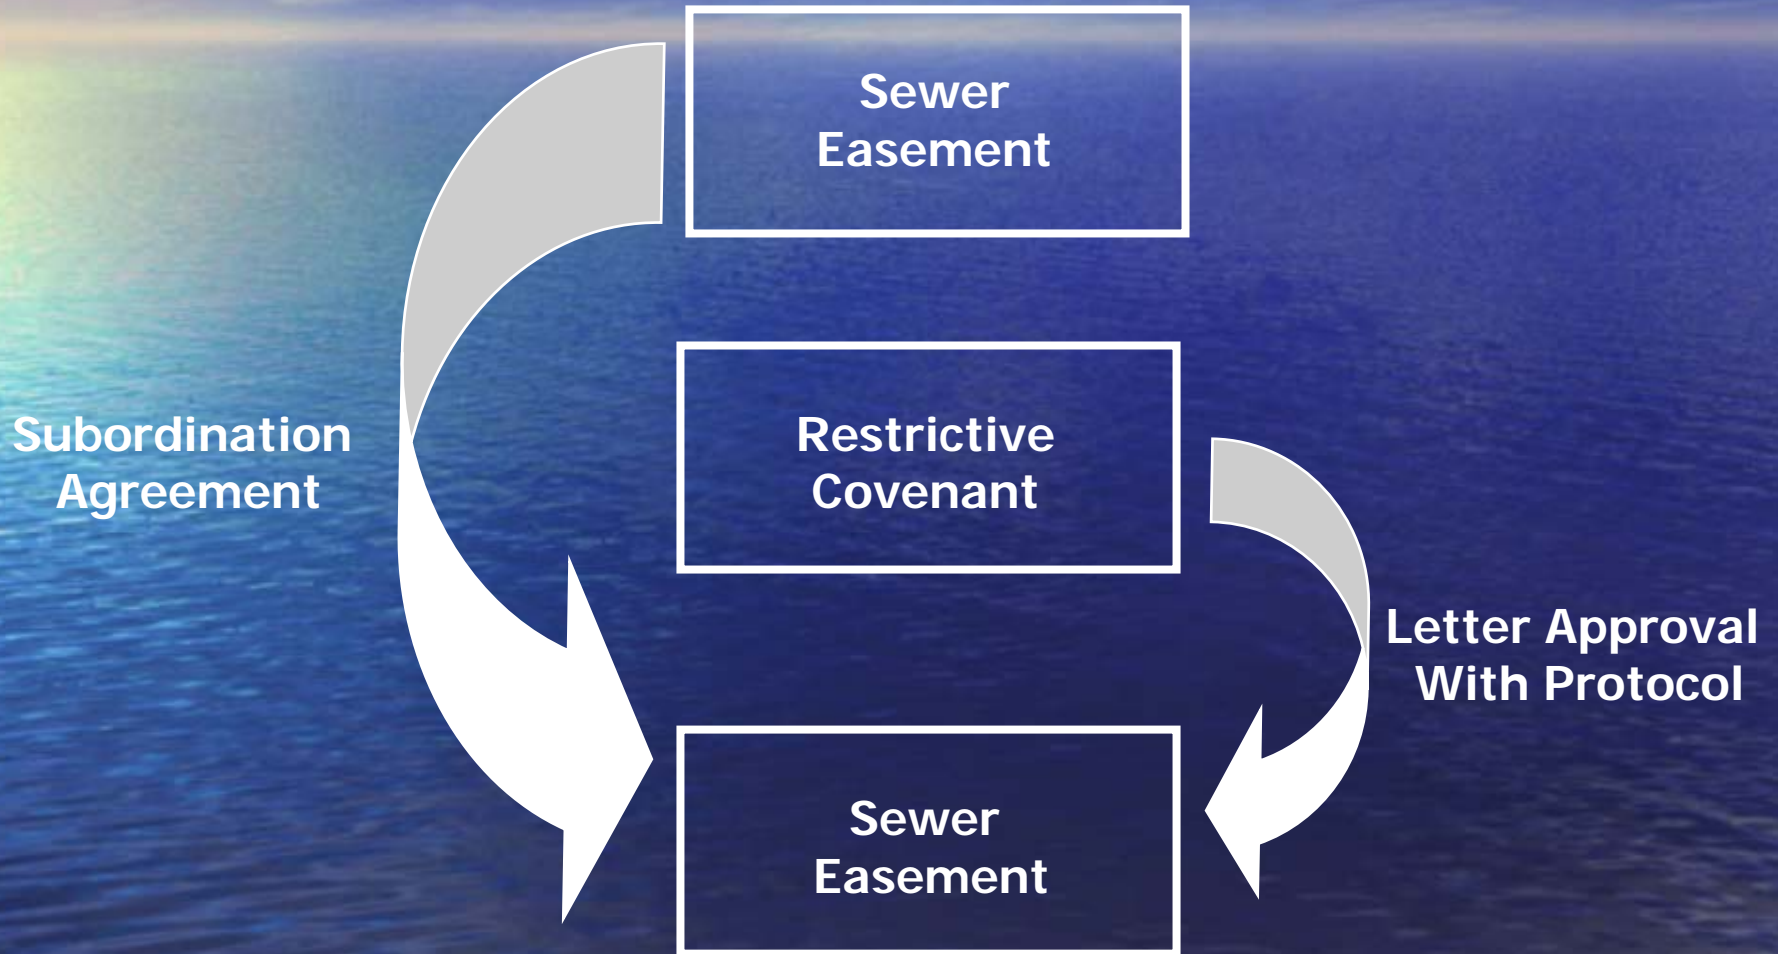 Sewer
Easement
Subordination
Agreement
Restrictive
Covenant
Letter Approval
With Protocol
Sewer
Easement